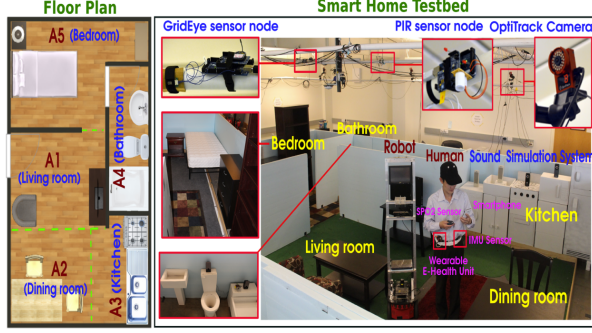 Floor Plan
Smart Home Testbed
A5 (Bedroom)
A1
(Living room)
A4 (Bathroom)
A2
(Dining room)
A3 (Kitchen)
GridEye sensor node
PIR sensor node
OptiTrack Camera
Bedroom
Bathroom
Robot
Human
Sound Simulation System
SPO2 Sensor
Smartphone
Kitchen
IMU Sensor
Living room
Wearable
E-Health Unit
Dining room